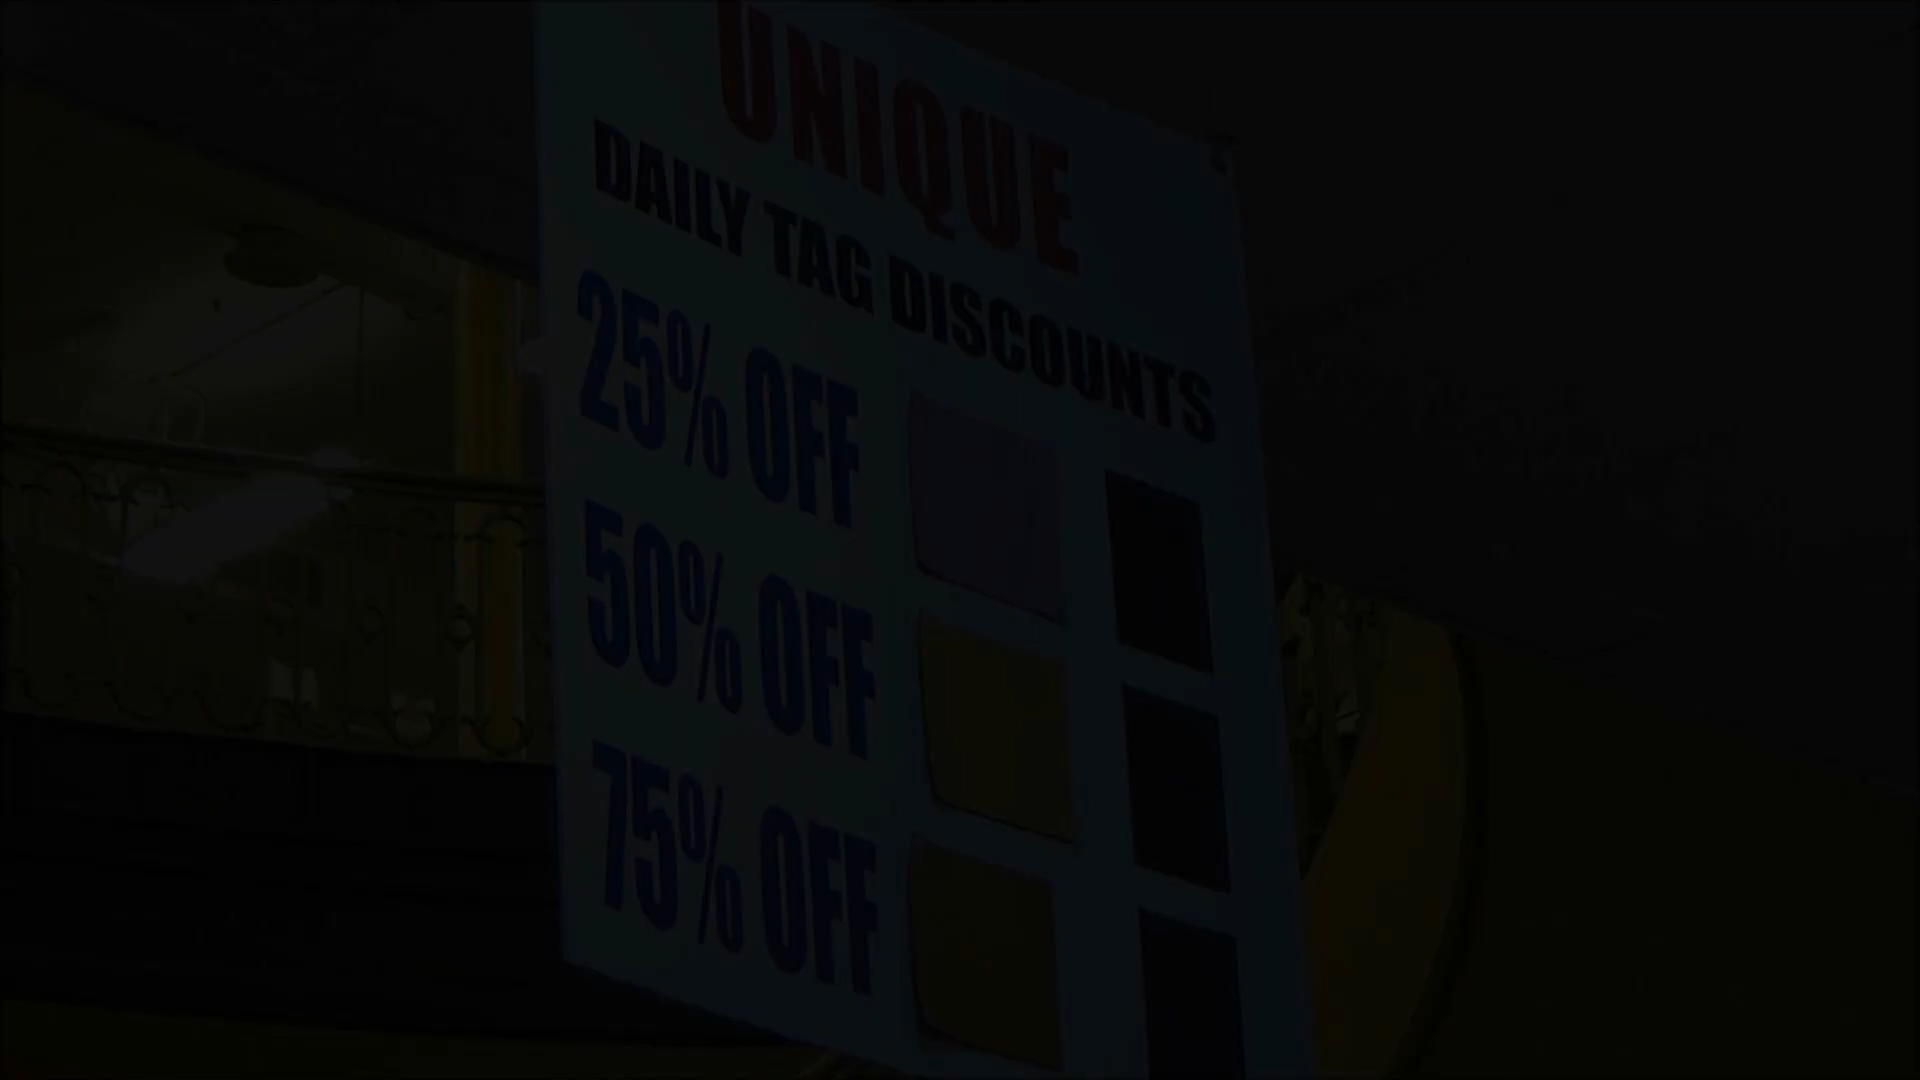 UNIQUE
DAILY TAG DISCOUNTS
25% OFF
50% OFF
75% OFF